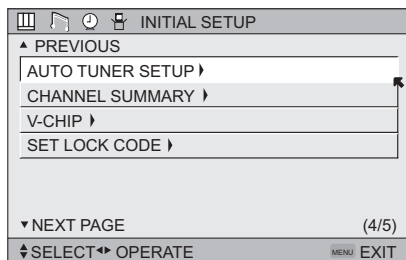 INITIAL SETUP
PREVIOUS
AUTO TUNER SETUP
CHANNEL SUMMARY
V-CHIP
SET LOCK CODE
NEXT PAGE (4/5)
SELECT OPERATE MENU EXIT